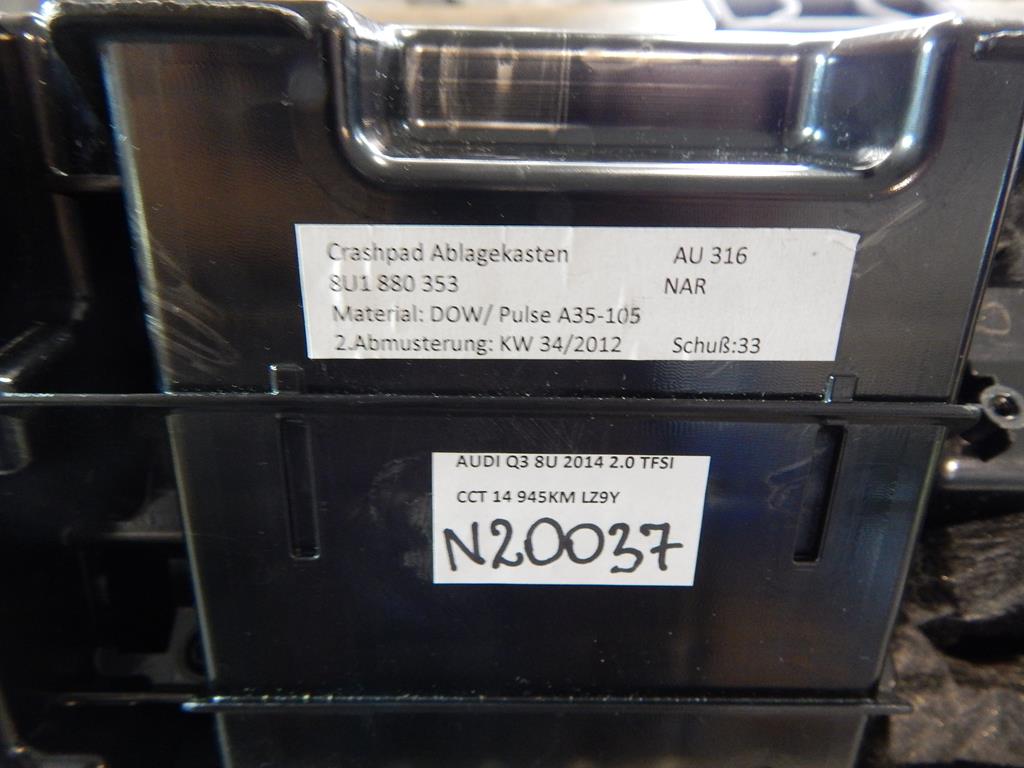 Crashpad Ablagekasten AU 316
8U1 880 353 NAR
Material: DOW/ Pulse A35-105
2.Abmusterung: KW 34/2012 Schuß:33
AUDI Q3 8U 2014 2.0 TFSI
CCT 14 945KM LZ9Y
N20037